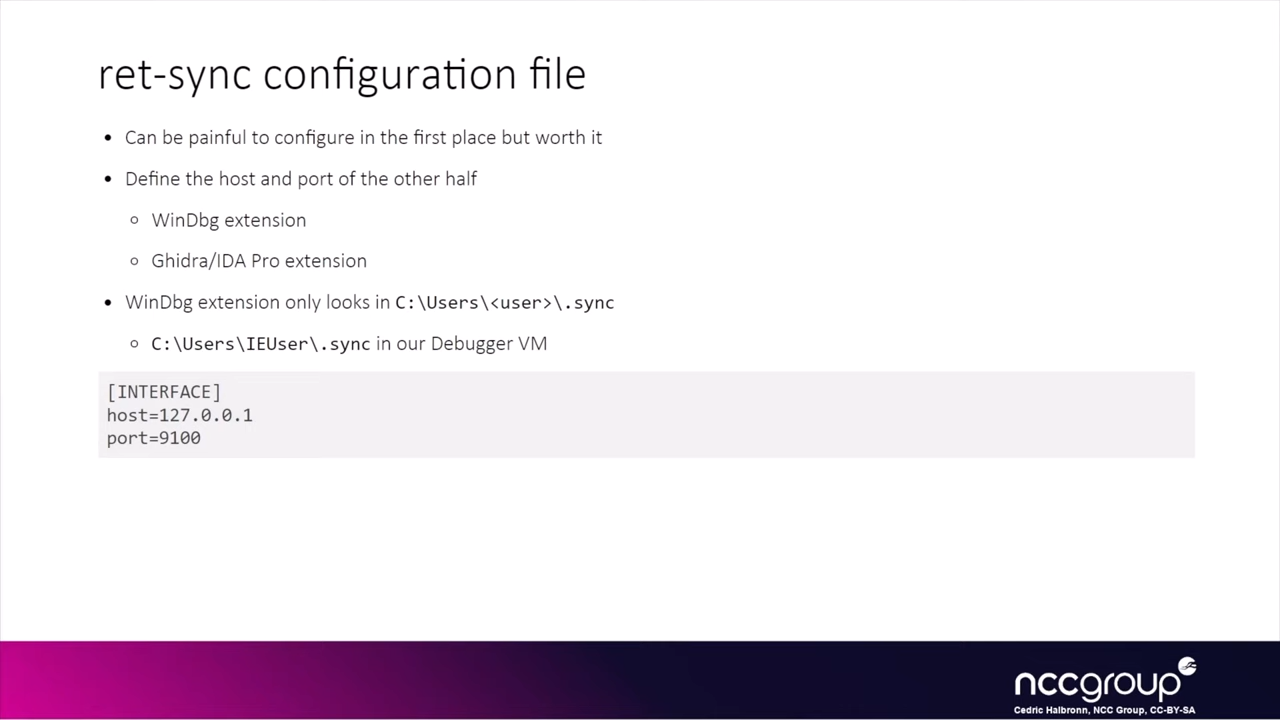 ret-sync configuration file
• Can be painful to configure in the first place but worth it
• Define the host and port of the other half
○ WinDbg extension
○ Ghidra/IDA Pro extension
• WinDbg extension only looks in C:\Users\<user>\.sync
○ C:\Users\IEUser\.sync in our Debugger VM
[INTERFACE]
host=127.0.0.1
port=9100
nccgroup
Cedric Halbronn, NCC Group, CC-BY-SA